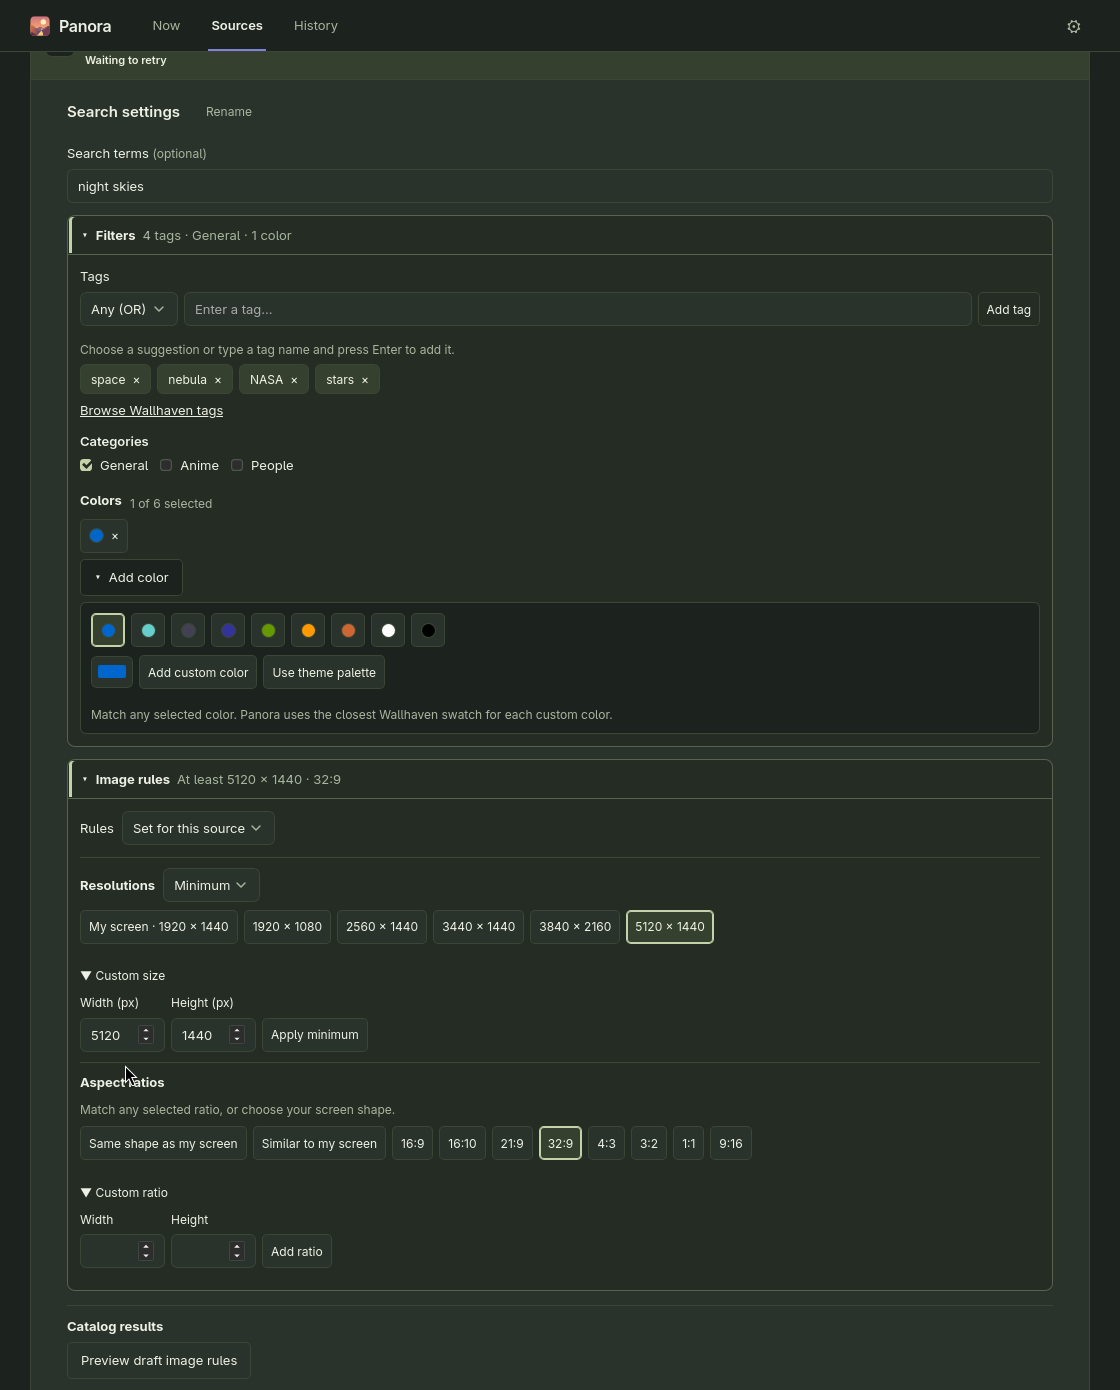 Panora Now Sources History
Waiting to retry
Search settings Rename
Search terms (optional)
night skies
Filters 4 tags · General · 1 color
Tags
Any (OR) Enter a tag... Add tag
Choose a suggestion or type a tag name and press Enter to add it.
space × nebula × NASA × stars ×
Browse Wallhaven tags
Categories
General Anime People
Colors 1 of 6 selected
×
Add color
Add custom color Use theme palette
Match any selected color. Panora uses the closest Wallhaven swatch for each custom color.
Image rules At least 5120 × 1440 · 32:9
Rules Set for this source
Resolutions Minimum
My screen · 1920 × 1440 1920 × 1080 2560 × 1440 3440 × 1440 3840 × 2160 5120 × 1440
Custom size
Width (px) Height (px)
5120 1440 Apply minimum
Aspect ratios
Match any selected ratio, or choose your screen shape.
Same shape as my screen Similar to my screen 16:9 16:10 21:9 32:9 4:3 3:2 1:1 9:16
Custom ratio
Width Height
Add ratio
Catalog results
Preview draft image rules